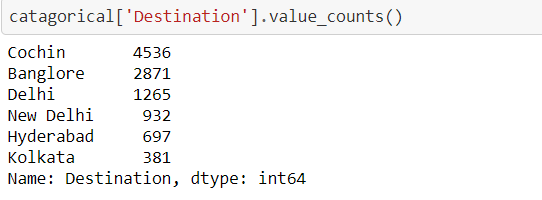 catagorical['Destination'].value_counts()
Cochin 4536
Banglore 2871
Delhi 1265
New Delhi 932
Hyderabad 697
Kolkata 381
Name: Destination, dtype: int64